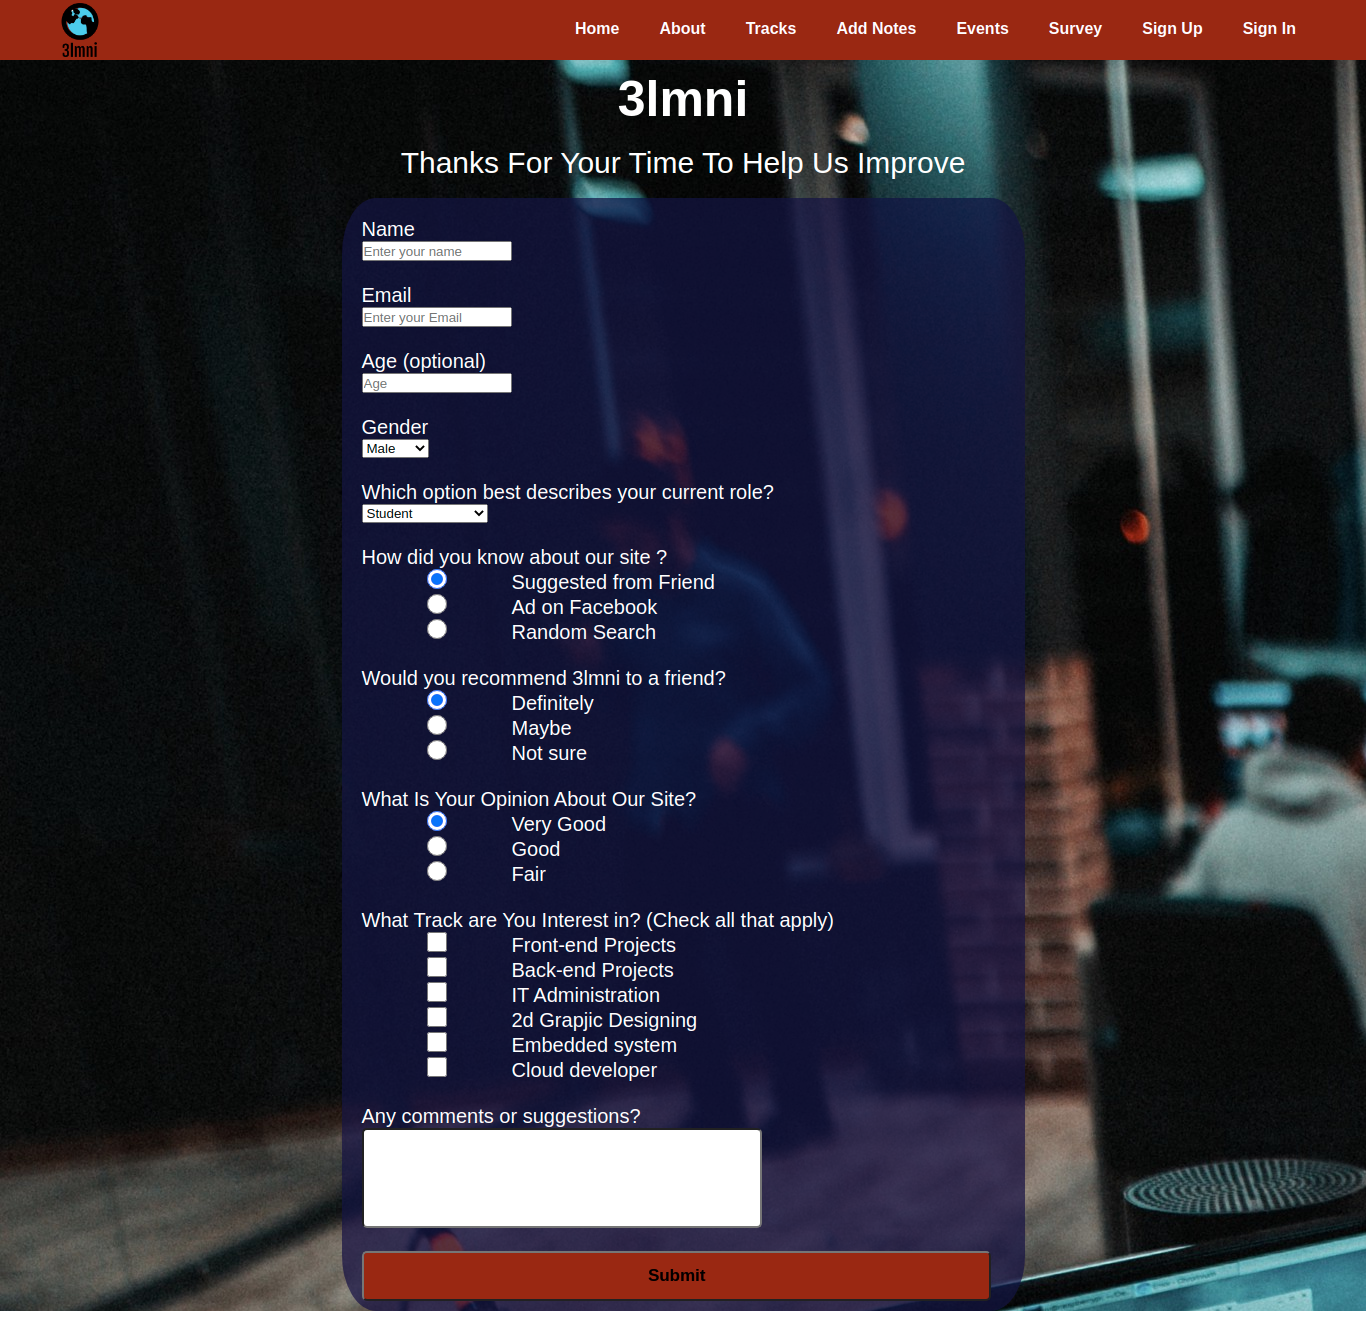 3lmni
Home About Tracks Add Notes Events Survey Sign Up Sign In
3lmni
Thanks For Your Time To Help Us Improve
Name
Enter your name
Email
Enter your Email
Age (optional)
Age
Gender
Male
Which option best describes your current role?
Student
How did you know about our site ?
Suggested from Friend
Ad on Facebook
Random Search
Would you recommend 3lmni to a friend?
Definitely
Maybe
Not sure
What Is Your Opinion About Our Site?
Very Good
Good
Fair
What Track are You Interest in? (Check all that apply)
Front-end Projects
Back-end Projects
IT Administration
2d Grapjic Designing
Embedded system
Cloud developer
Any comments or suggestions?
Submit